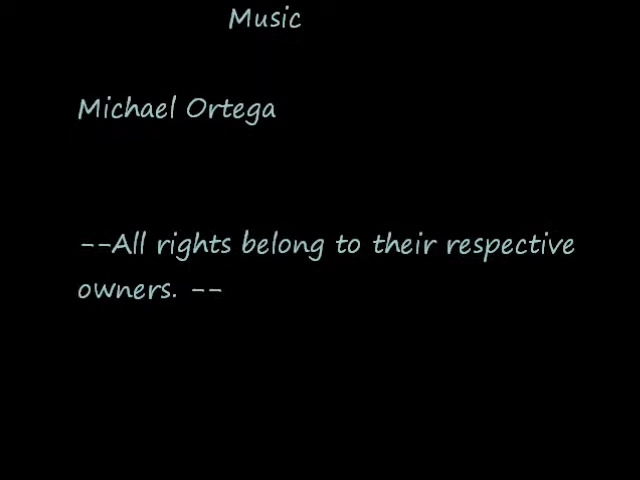 Music
Michael Ortega
--All rights belong to their respective
owners. --